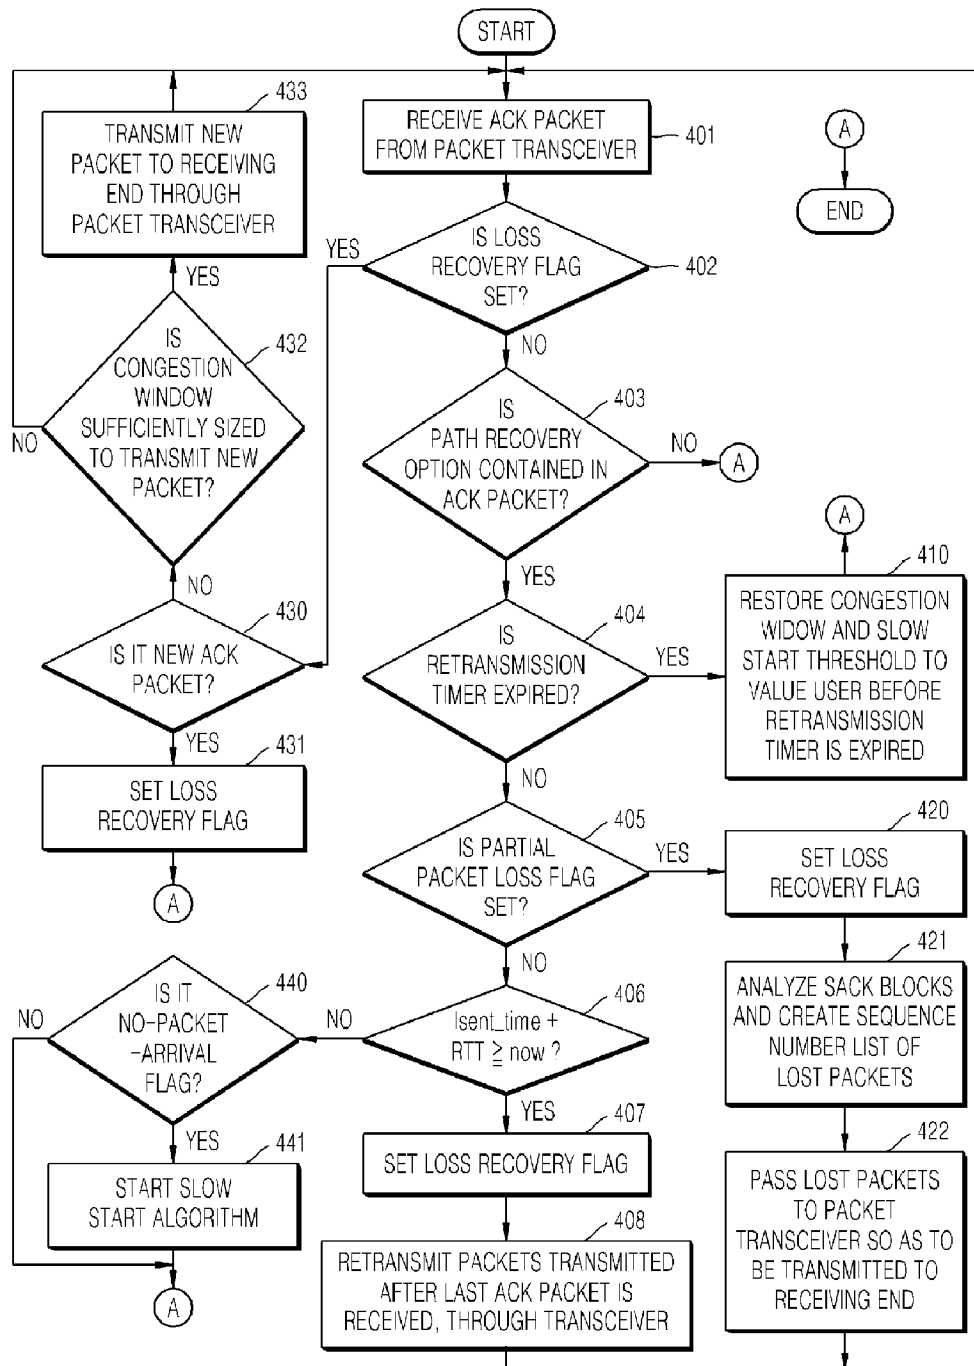 START
433
TRANSMIT NEW
PACKET TO RECEIVING
END THROUGH
PACKET TRANSCEIVER
RECEIVE ACK PACKET
FROM PACKET TRANSCEIVER
401
A
END
YES
IS LOSS
RECOVERY FLAG
SET?
402
NO
YES
IS
CONGESTION
WINDOW
SUFFICIENTLY SIZED
TO TRANSMIT NEW
PACKET?
432
NO
NO
430
IS IT NEW ACK
PACKET?
YES
431
SET LOSS
RECOVERY FLAG
A
403
IS
PATH RECOVERY
OPTION CONTAINED IN
ACK PACKET?
NO
A
YES
404
IS
RETRANSMISSION
TIMER EXPIRED?
YES
A
410
RESTORE CONGESTION
WIDOW AND SLOW
START THRESHOLD TO
VALUE USER BEFORE
RETRANSMISSION
TIMER IS EXPIRED
NO
405
IS PARTIAL
PACKET LOSS FLAG
SET?
YES
420
SET LOSS
RECOVERY FLAG
421
ANALYZE SACK BLOCKS
AND CREATE SEQUENCE
NUMBER LIST OF
LOST PACKETS
422
PASS LOST PACKETS
TO PACKET
TRANSCEIVER SO AS TO
BE TRANSMITTED TO
RECEIVING END
NO
406
lsent_time +
RTT ≧ now ?
NO
440
IS IT
NO-PACKET
-ARRIVAL
FLAG?
NO
YES
441
START SLOW
START ALGORITHM
A
YES
407
SET LOSS RECOVERY FLAG
408
RETRANSMIT PACKETS TRANSMITTED
AFTER LAST ACK PACKET IS
RECEIVED, THROUGH TRANSCEIVER